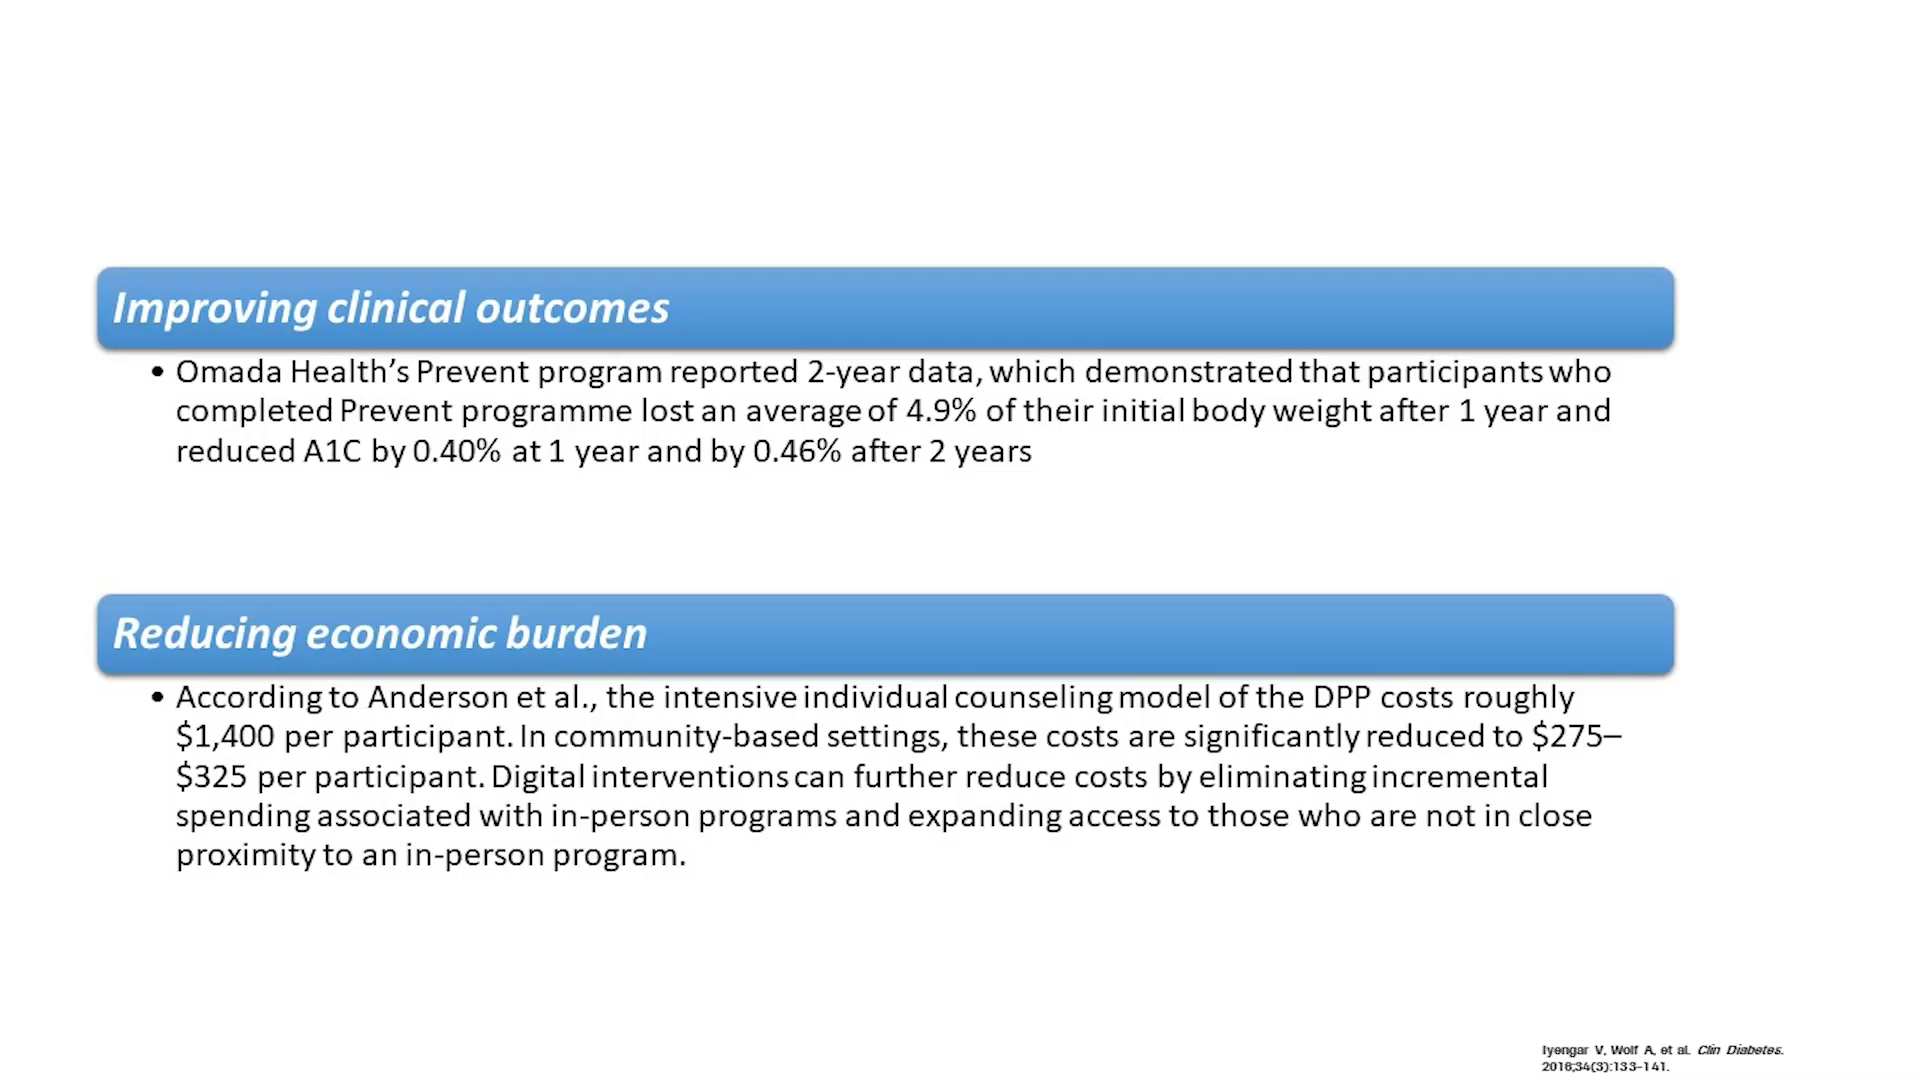 Improving clinical outcomes
• Omada Health’s Prevent program reported 2-year data, which demonstrated that participants who
completed Prevent programme lost an average of 4.9% of their initial body weight after 1 year and
reduced A1C by 0.40% at 1 year and by 0.46% after 2 years
Reducing economic burden
• According to Anderson et al., the intensive individual counseling model of the DPP costs roughly
$1,400 per participant. In community-based settings, these costs are significantly reduced to $275–
$325 per participant. Digital interventions can further reduce costs by eliminating incremental
spending associated with in-person programs and expanding access to those who are not in close
proximity to an in-person program.
Iyengar V, Wolf A, et al. Clin Diabetes.
2016;34(3):133-141.